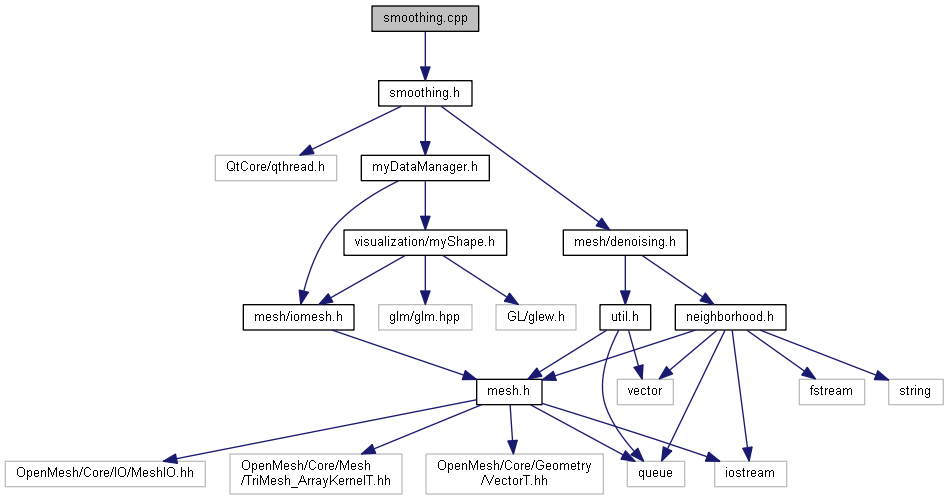 smoothing.cpp
smoothing.h
QtCore/qthread.h
myDataManager.h
visualization/myShape.h
mesh/denoising.h
mesh/iomesh.h
glm/glm.hpp
GL/glew.h
util.h
neighborhood.h
mesh.h
vector
fstream
string
OpenMesh/Core/IO/MeshIO.hh
OpenMesh/Core/Mesh
/TriMesh_ArrayKernelT.hh
OpenMesh/Core/Geometry
/VectorT.hh
queue
iostream